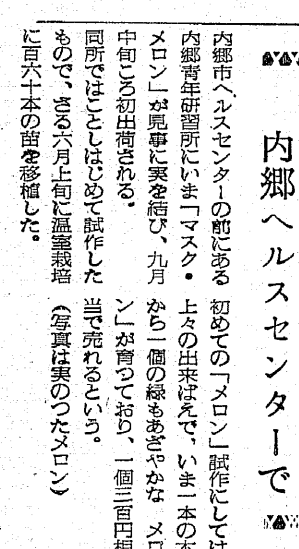 内郷ヘルスセンターで
内郷市ヘルスセンターの前にある
内郷青年研習所にいま「マスク・
メロン」が見事に実を結び、九月
中旬ころ初出荷される。
同所ではことしはじめて試作した
もので、さる六月上旬に温室栽培
に百六十本の苗を移植した。
初めての「メロン」試作にしては
上々の出来ばえで、いま一本の木
から一個の緑もあざやかな　メロ
ン」が育つており、一個三百円相
当で売れるという。
（写真は実のつたメロン）